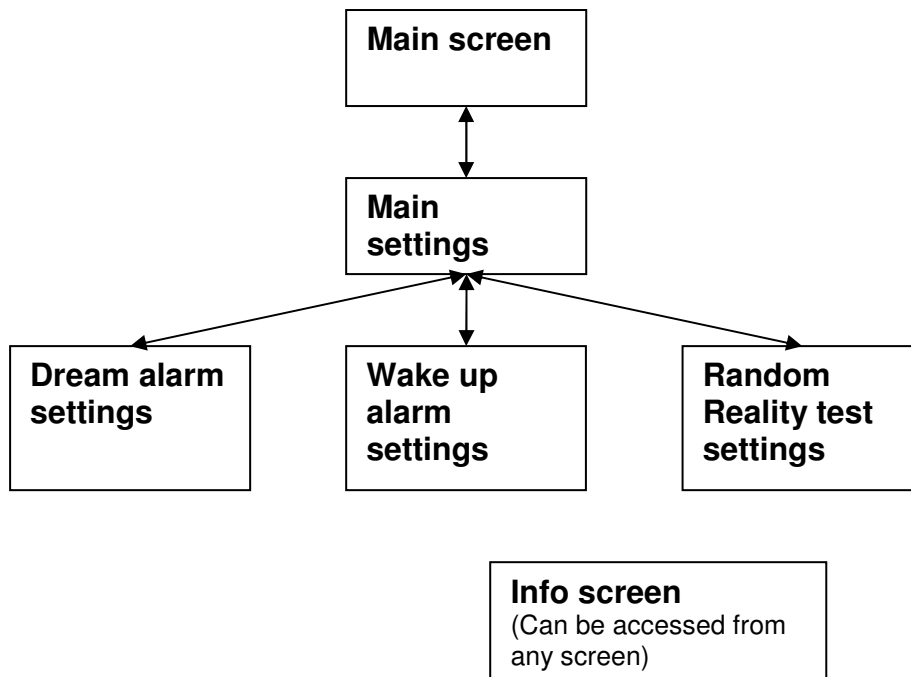 Main screen
Main
settings
Dream alarm
settings
Wake up
alarm
settings
Random
Reality test
settings
Info screen
(Can be accessed from
any screen)